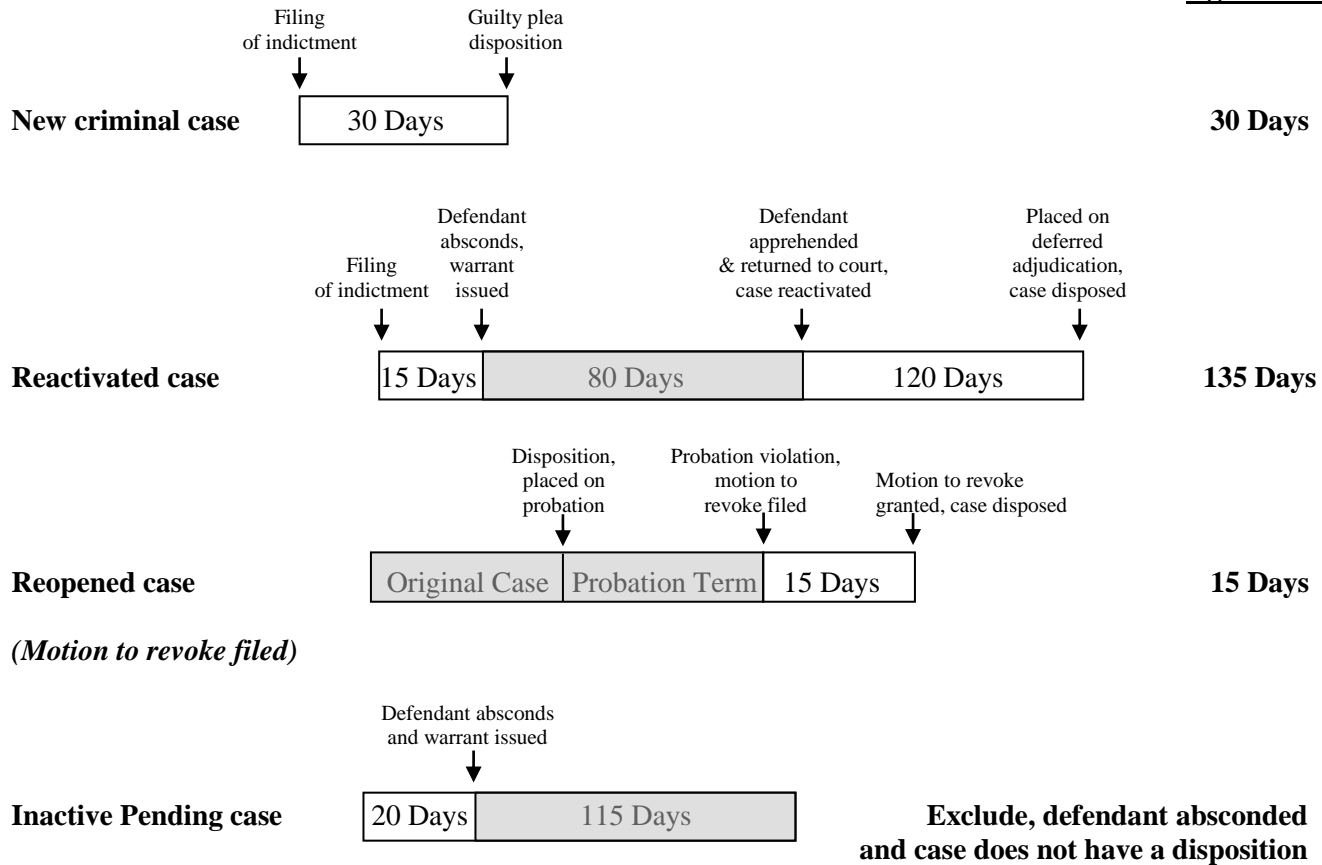 Filing
of indictment
Guilty plea
disposition
New criminal case
30 Days
30 Days
Filing
of indictment
Defendant
absconds,
warrant
issued
Defendant
apprehended
& returned to court,
case reactivated
Placed on
deferred
adjudication,
case disposed
Reactivated case
15 Days
80 Days
120 Days
135 Days
Disposition,
placed on
probation
Probation violation,
motion to
revoke filed
Motion to revoke
granted, case disposed
Reopened case
Original Case
Probation Term
15 Days
15 Days
(Motion to revoke filed)
Defendant absconds
and warrant issued
Inactive Pending case
20 Days
115 Days
Exclude, defendant absconded
and case does not have a disposition